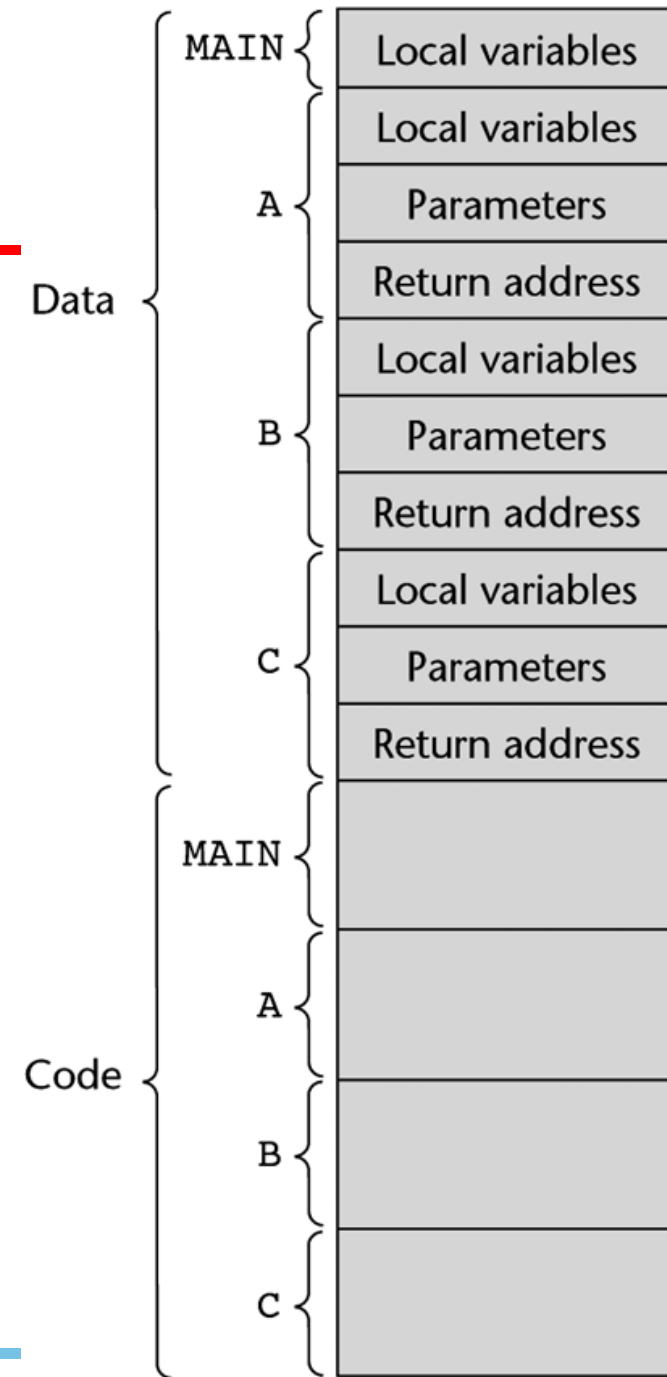 MAIN Local variables
Local variables
A Parameters
Data Return address
Local variables
B Parameters
Return address
Local variables
C Parameters
Return address
MAIN
A
Code
B
C